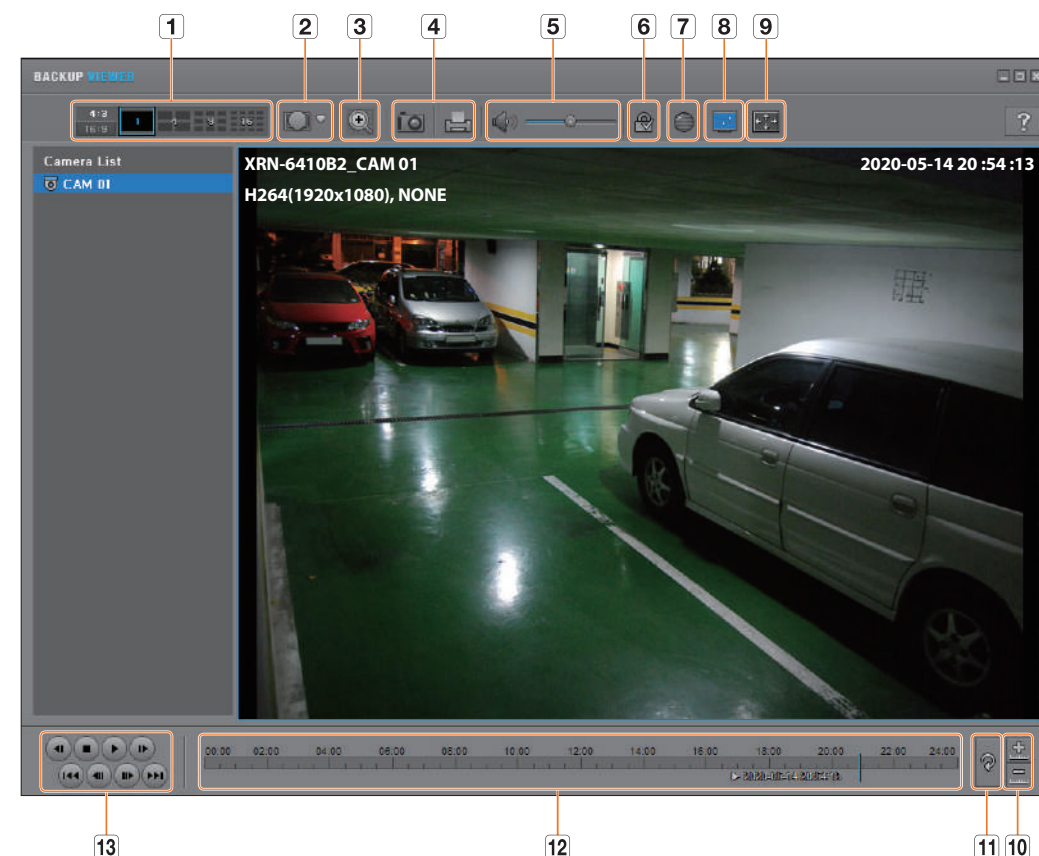 1 2 3 4 5 6 7 8 9
BACKUP VIEWER
4:3
16:9
1 4 9 16
?
Camera List
CAM 01
XRN-6410B2_CAM 01
2020-05-14 20 :54 :13
H264(1920x1080), NONE
00:00 02:00 04:00 06:00 08:00 10:00 12:00 14:00 16:00 18:00 20:00 22:00 24:00
13 12 11 10